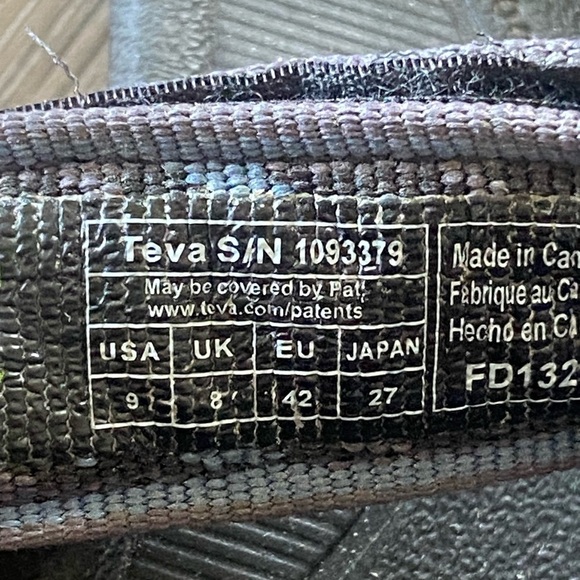 Teva S/N 1093379
May be covered by Pat.
www.teva.com/patents
USA UK EU JAPAN
9 8 42 27
Made in Cam
Fabrique au Ca
Hecho en CA
FD132